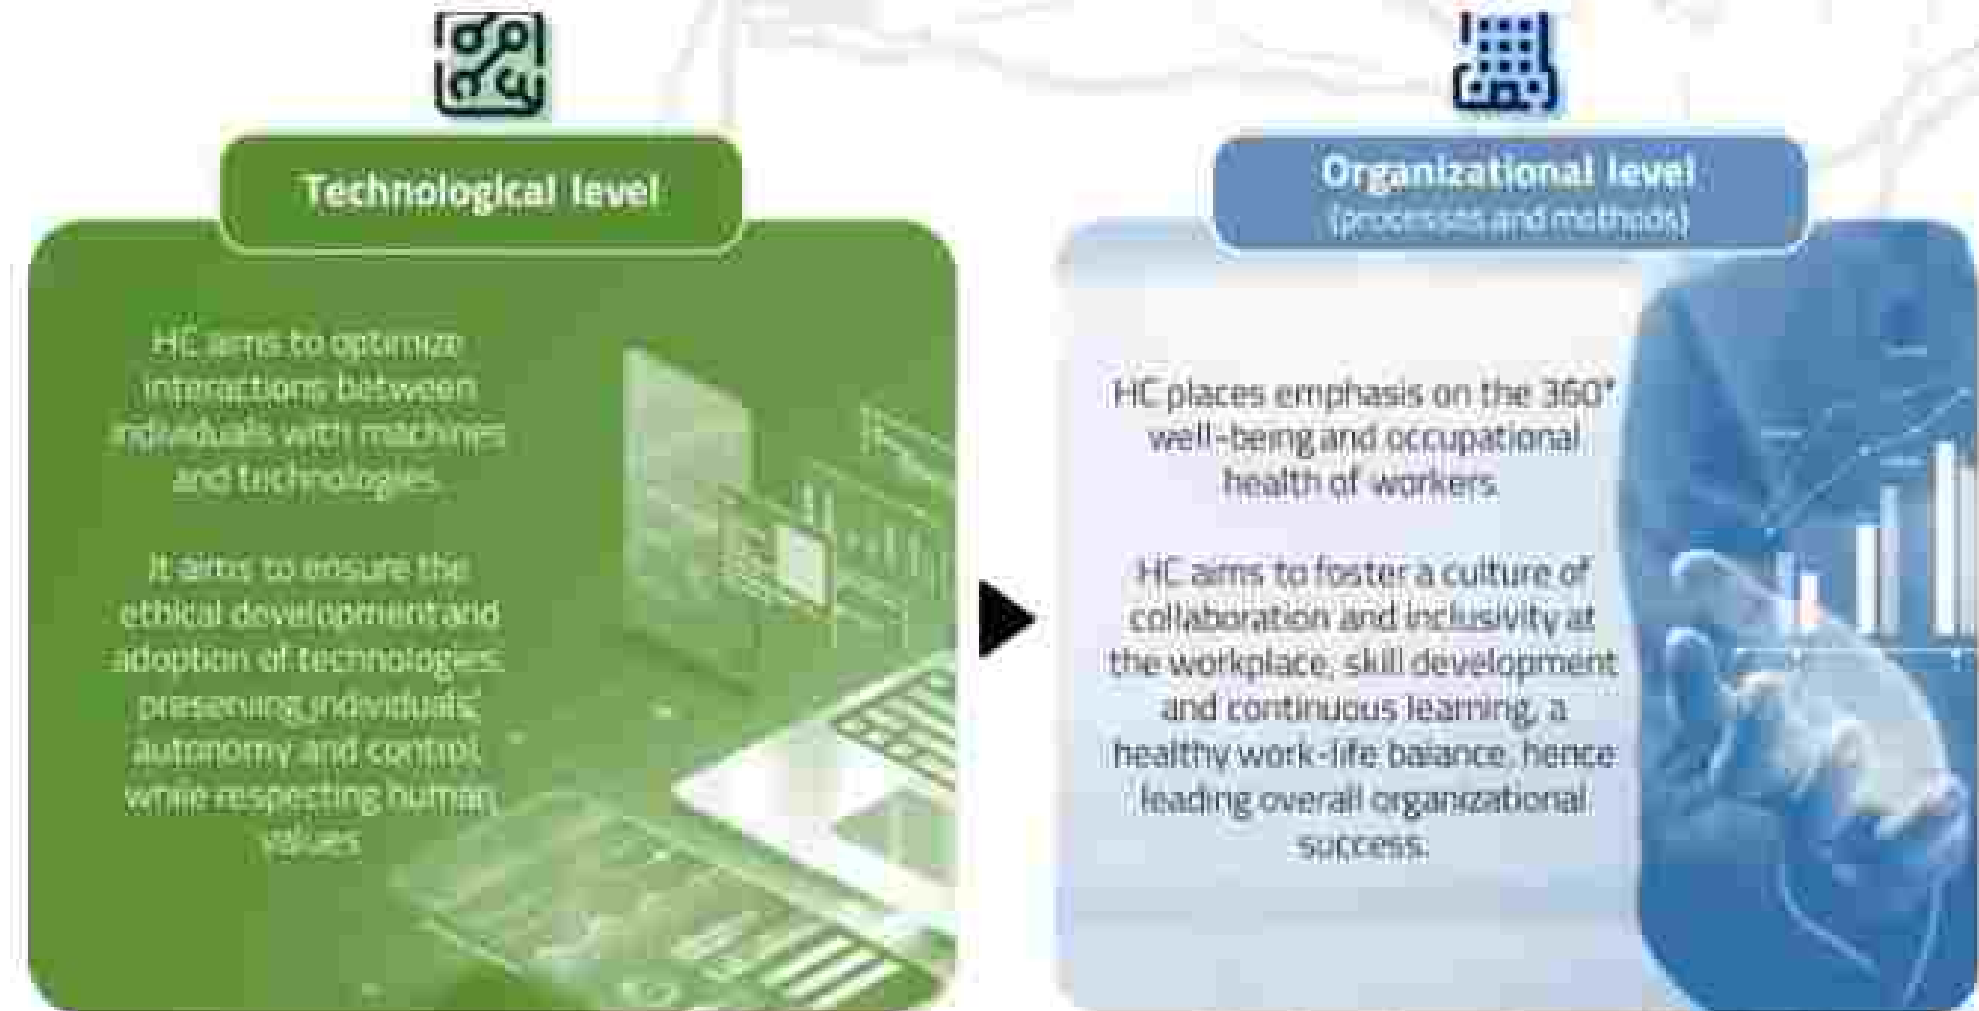 Technological level
HC aims to optimize
interactions between
individuals with machines
and technologies.
It aims to ensure the
ethical development and
adoption of technologies,
preserving individuals'
autonomy and control,
while respecting human
values
Organizational level
(processes and methods)
HC places emphasis on the 360°
well-being and occupational
health of workers.
HC aims to foster a culture of
collaboration and inclusivity at
the workplace, skill development
and continuous learning, a
healthy work-life balance, hence
leading overall organizational
success.